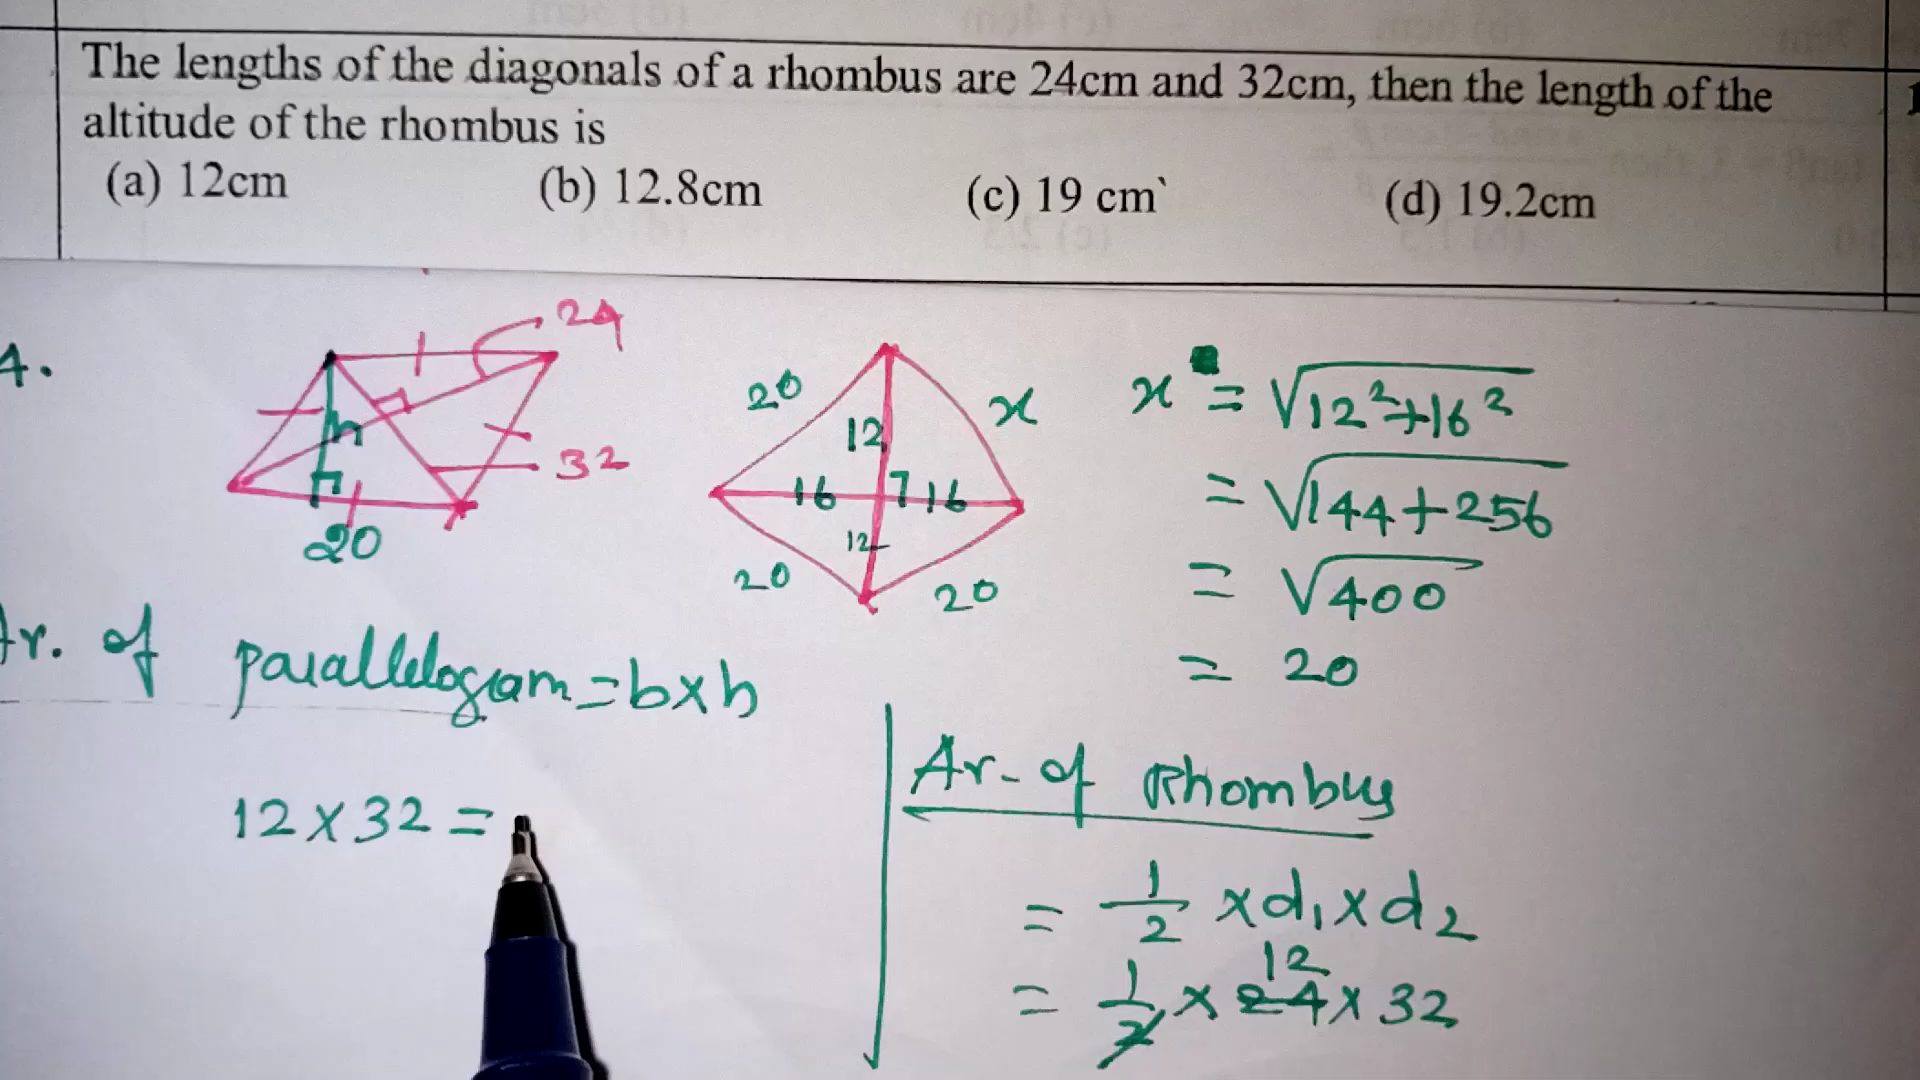 The lengths of the diagonals of a rhombus are 24cm and 32cm, then the length of the
altitude of the rhombus is
(a) 12cm (b) 12.8cm (c) 19 cm` (d) 19.2cm
4.
24
h
32
20
20
x
12
16
16
12
20
20
x = √12²+16²
= √144+256
= √400
= 20
Ar. of parallelogram = b×h
12×32 =
Ar. of Rhombus
= 1/2 ×d₁×d₂
12
= 1/2 × 24 × 32